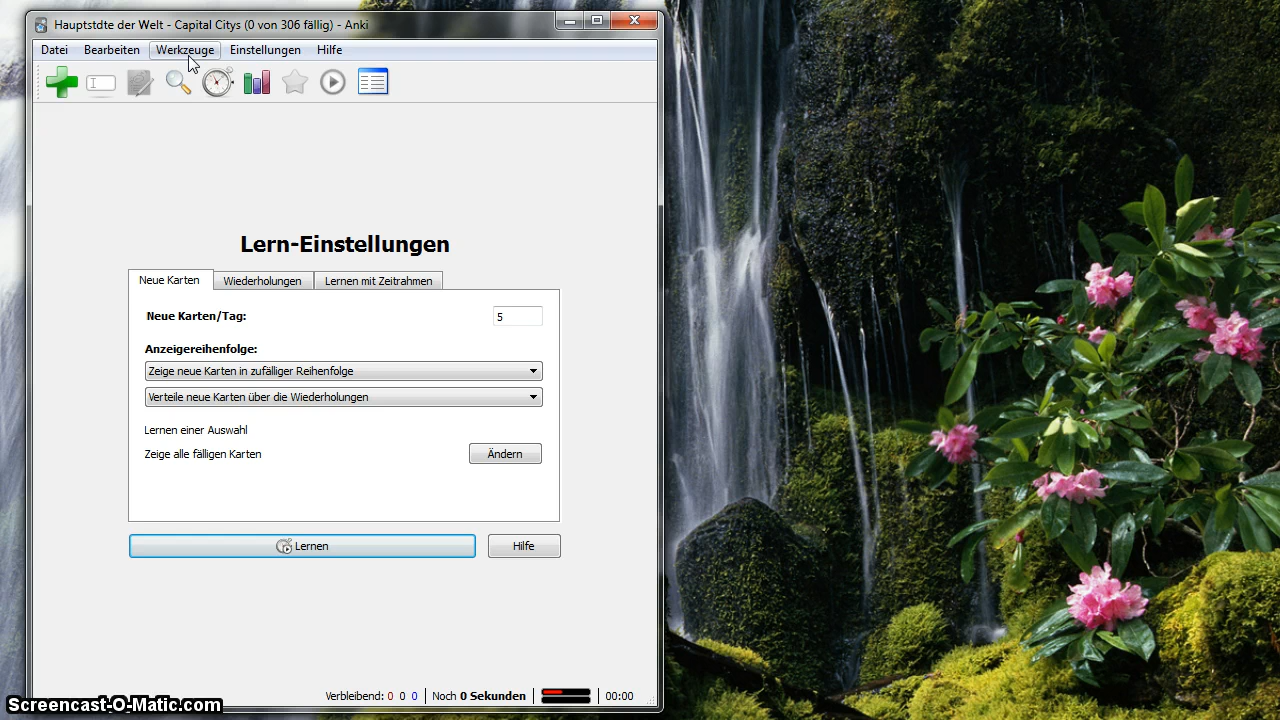 Hauptstdte der Welt - Capital Citys (0 von 306 fällig) - Anki
Datei Bearbeiten Werkzeuge Einstellungen Hilfe
Lern-Einstellungen
Neue Karten Wiederholungen Lernen mit Zeitrahmen
Neue Karten/Tag: 5
Anzeigereihenfolge:
Zeige neue Karten in zufälliger Reihenfolge
Verteile neue Karten über die Wiederholungen
Lernen einer Auswahl
Zeige alle fälligen Karten Ändern
Lernen Hilfe
Verbleibend: 0 0 0 Noch 0 Sekunden 00:00
Screencast-O-Matic.com